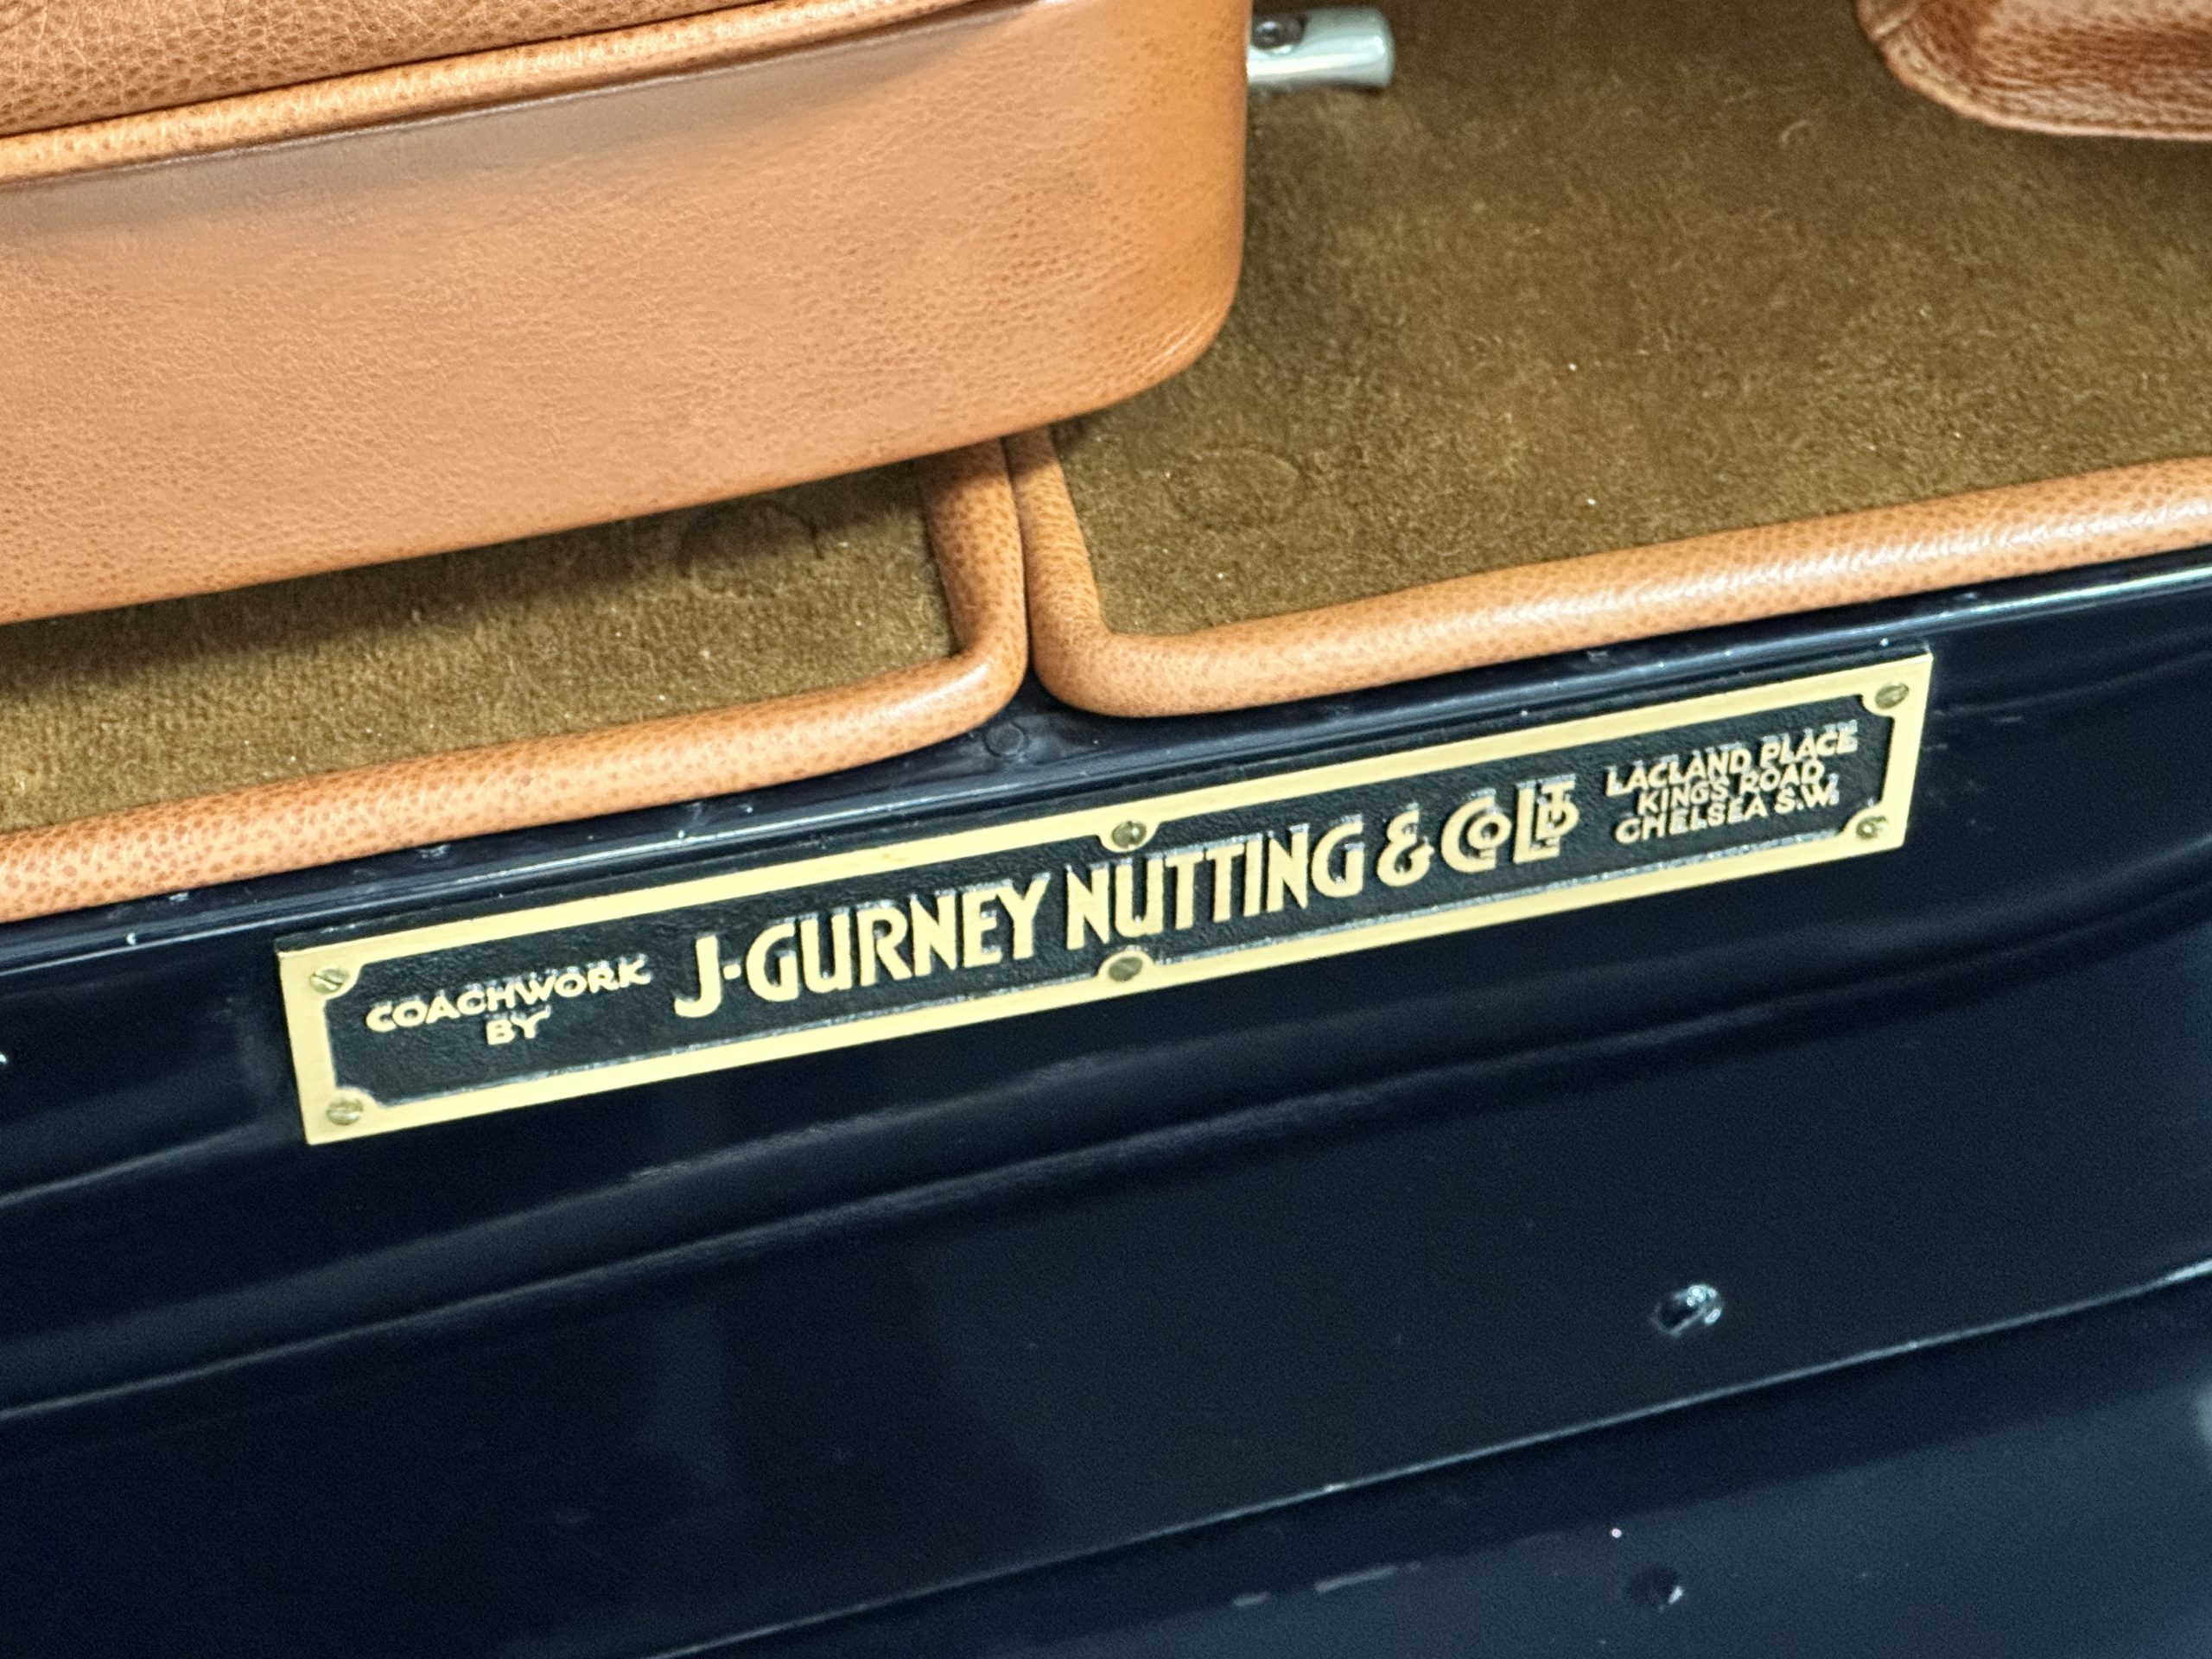 COACHWORK
BY
J·GURNEY NUTTING & CO LTD
LACLAND PLACE
KINGS ROAD,
CHELSEA S.W.